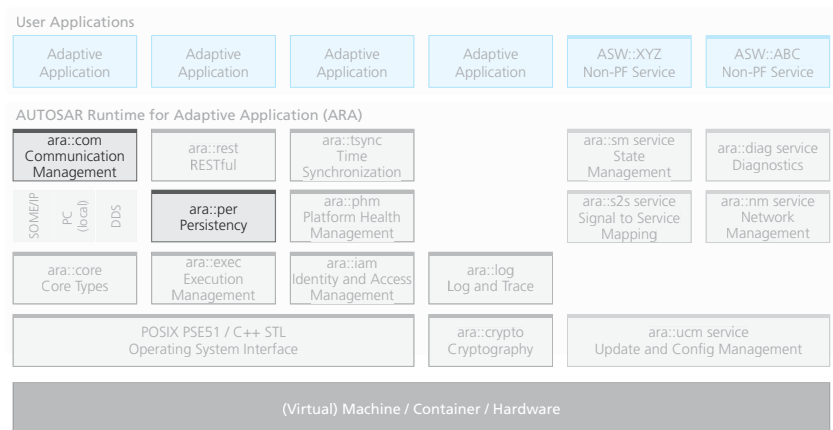 User Applications
Adaptive
Application
Adaptive
Application
Adaptive
Application
Adaptive
Application
ASW::XYZ
Non-PF Service
ASW::ABC
Non-PF Service
AUTOSAR Runtime for Adaptive Application (ARA)
ara::com
Communication
Management
ara::rest
RESTful
ara::tsync
Time
Synchronization
ara::sm service
State
Management
ara::diag service
Diagnostics
SOME/IP
PC
(local)
DDS
ara::per
Persistency
ara::phm
Platform Health
Management
ara::s2s service
Signal to Service
Mapping
ara::nm service
Network
Management
ara::core
Core Types
ara::exec
Execution
Management
ara::iam
Identity and Access
Management
ara::log
Log and Trace
POSIX PSE51 / C++ STL
Operating System Interface
ara::crypto
Cryptography
ara::ucm service
Update and Config Management
(Virtual) Machine / Container / Hardware